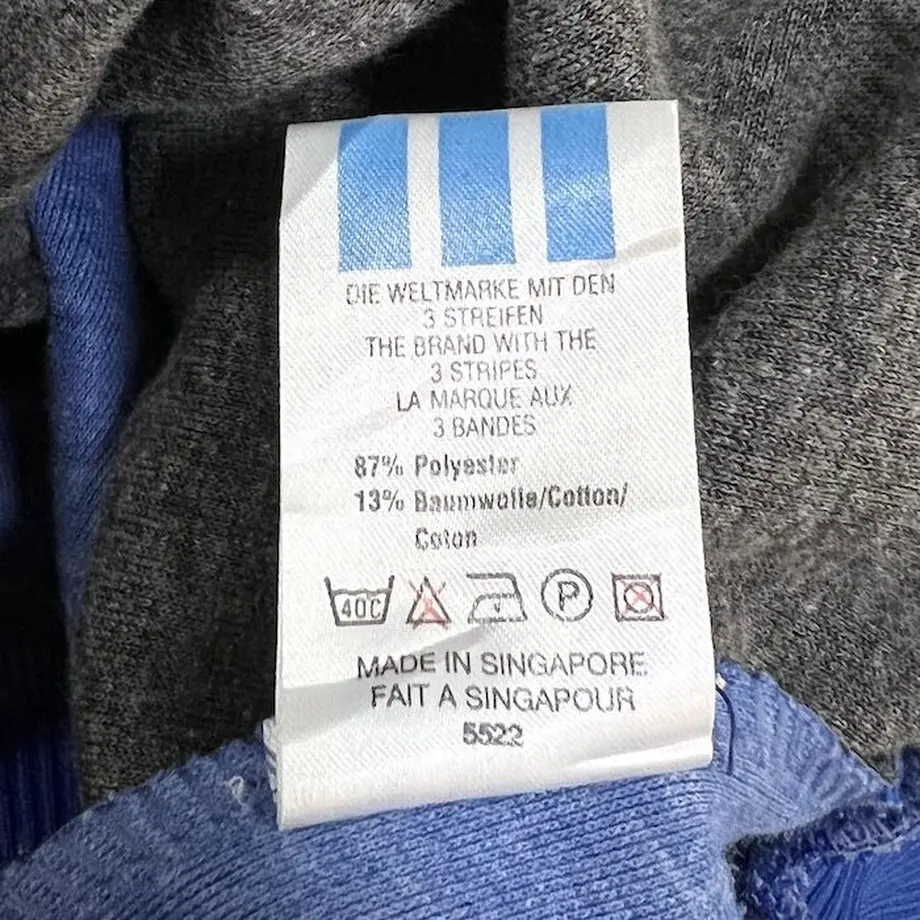 DIE WELTMARKE MIT DEN
3 STREIFEN
THE BRAND WITH THE
3 STRIPES
LA MARQUE AUX
3 BANDES
87% Polyester
13% Baumwolle/Cotton/
Coton
40C P
MADE IN SINGAPORE
FAIT A SINGAPOUR
5522